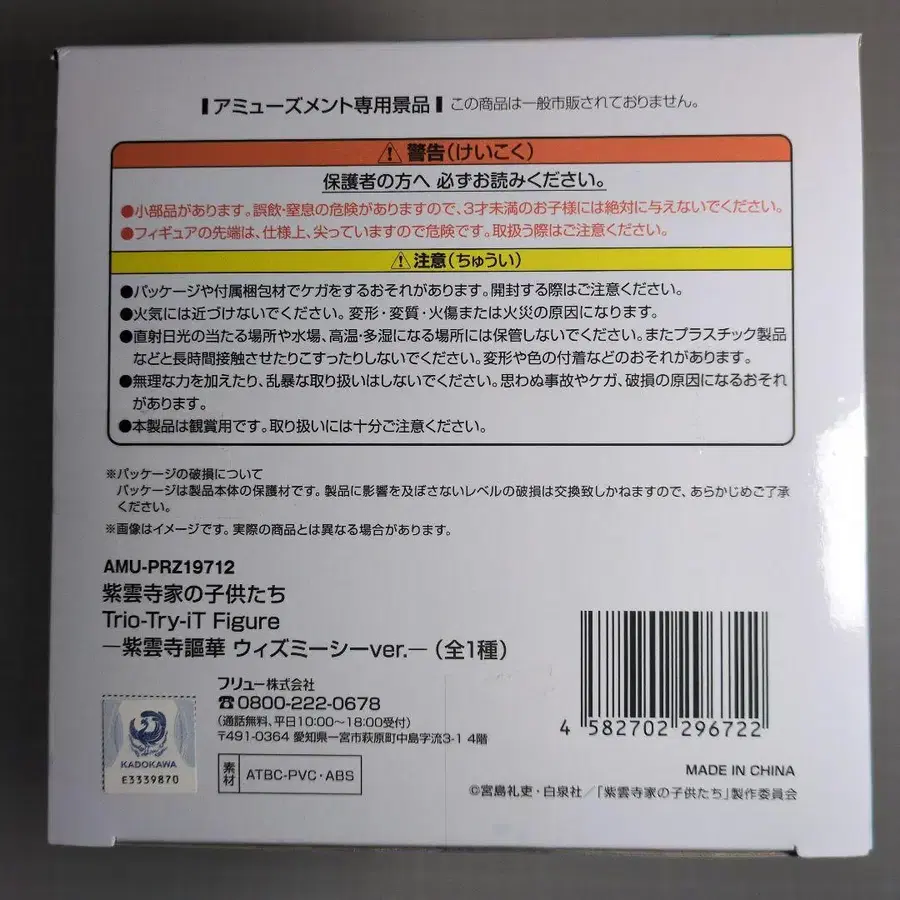 アミューズメント専用景品 この商品は一般市販されておりません。
警告(けいこく)
保護者の方へ 必ずお読みください。
●小部品があります。誤飲・窒息の危険がありますので、3才未満のお子様には絶対に与えないでください。
●フィギュアの先端は、仕様上、尖っていますので危険です。取扱う際はご注意ください。
注意(ちゅうい)
●パッケージや付属梱包材でケガをするおそれがあります。開封する際はご注意ください。
●火気には近づけないでください。変形・変質・火傷または火災の原因になります。
●直射日光の当たる場所や水場、高温・多湿になる場所には保管しないでください。またプラスチック製品
などと長時間接触させたりこすったりしないでください。変形や色の付着などのおそれがあります。
●無理な力を加えたり、乱暴な取り扱いはしないでください。思わぬ事故やケガ、破損の原因になるおそれ
があります。
●本製品は観賞用です。取り扱いには十分ご注意ください。
※パッケージの破損について
パッケージは製品本体の保護材です。製品に影響を及ぼさないレベルの破損は交換致しかねますので、あらかじめご了承
ください。
※画像はイメージです。実際の商品とは異なる場合があります。
AMU-PRZ19712
紫雲寺家の子供たち
Trio-Try-iT Figure
―紫雲寺謳華 ウィズミーシーver.―(全1種)
フリュー株式会社
☎0800-222-0678
(通話無料、平日10:00〜18:00受付)
〒491-0364 愛知県一宮市萩原町中島字流3-1 4階
素材 ATBC-PVC・ABS
KADOKAWA
E3339870
4 582702 296722
MADE IN CHINA
©宮島礼吏・白泉社/「紫雲寺家の子供たち」製作委員会